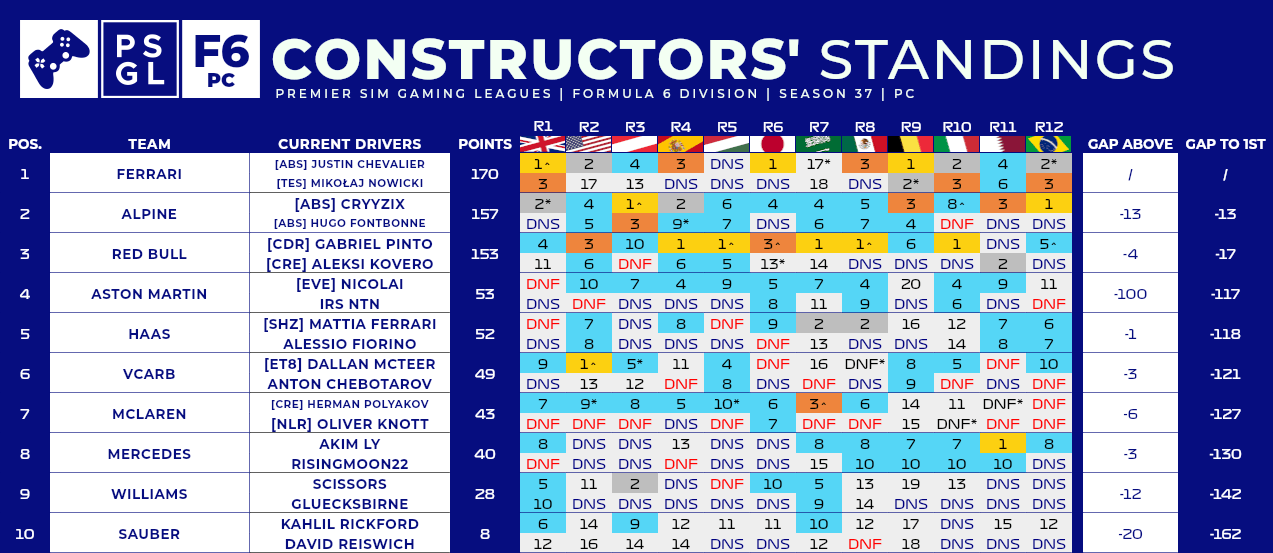 PS GL F6 PC CONSTRUCTORS' STANDINGS
PREMIER SIM GAMING LEAGUES | FORMULA 6 DIVISION | SEASON 37 | PC
R1 R2 R3 R4 R5 R6 R7 R8 R9 R10 R11 R12
POS. TEAM CURRENT DRIVERS POINTS GAP ABOVE GAP TO 1ST
[ABS] JUSTIN CHEVALIER 1^ 2 4 3 DNS 1 17* 3 1 2 4 2*
1 FERRARI 170 / /
[TES] MIKOŁAJ NOWICKI 3 17 13 DNS DNS DNS 18 DNS 2* 3 6 3
[ABS] CRYYZIX 2* 4 1^ 2 6 4 4 5 3 8^ 3 1
2 ALPINE 157 -13 -13
[ABS] HUGO FONTBONNE DNS 5 3 9* 7 DNS 6 7 4 DNF DNS DNS
[CDR] GABRIEL PINTO 4 3 10 1 1^ 3^ 1 1^ 6 1 DNS 5^
3 RED BULL 153 -4 -17
[CRE] ALEKSI KOVERO 11 6 DNF 6 5 13* 14 DNS DNS DNS 2 DNS
[EVE] NICOLAI DNF 10 7 4 9 5 7 4 20 4 9 11
4 ASTON MARTIN 53 -100 -117
IRS NTN DNS DNF DNS DNS DNS 8 11 9 DNS 6 DNS DNF
[SHZ] MATTIA FERRARI DNF 7 DNS 8 DNF 9 2 2 16 12 7 6
5 HAAS 52 -1 -118
ALESSIO FIORINO DNS 8 DNS DNS DNS DNF 13 DNS DNS 14 8 7
[ET8] DALLAN MCTEER 9 1^ 5* 11 4 DNF 16 DNF* 8 5 DNF 10
6 VCARB 49 -3 -121
ANTON CHEBOTAROV DNS 13 12 DNF 8 DNS DNF DNS 9 DNF DNS DNF
[CRE] HERMAN POLYAKOV 7 9* 8 5 10* 6 3^ 6 14 11 DNF* DNF
7 MCLAREN 43 -6 -127
[NLR] OLIVER KNOTT DNF DNF DNF DNS DNF 7 DNF DNF 15 DNF* DNF DNF
AKIM LY 8 DNS DNS 13 DNS DNS 8 8 7 7 1 8
8 MERCEDES 40 -3 -130
RISINGMOON22 DNF DNS DNS DNF DNS DNS 15 10 10 10 10 DNS
SCISSORS 5 11 2 DNS DNF 10 5 13 19 13 DNS DNS
9 WILLIAMS 28 -12 -142
GLUECKSBIRNE 10 DNS DNS DNS DNS DNS 9 14 DNS DNS DNS DNS
KAHLIL RICKFORD 6 14 9 12 11 11 10 12 17 DNS 15 12
10 SAUBER 8 -20 -162
DAVID REISWICH 12 16 14 14 DNS DNS 12 DNF 18 DNS DNS DNS